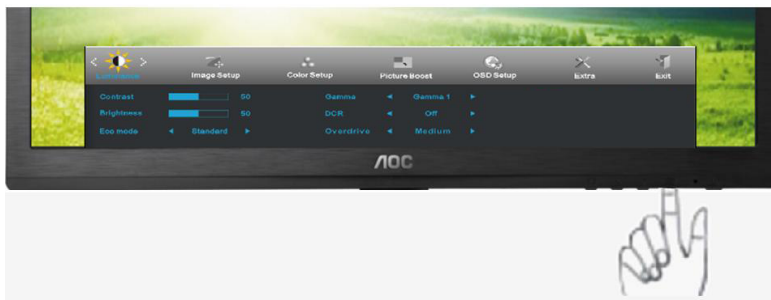 Luminance Image Setup Color Setup Picture Boost OSD Setup Extra Exit
Contrast 50 Gamma Gamma 1
Brightness 50 DCR Off
Eco mode Standard Overdrive Medium
AOC